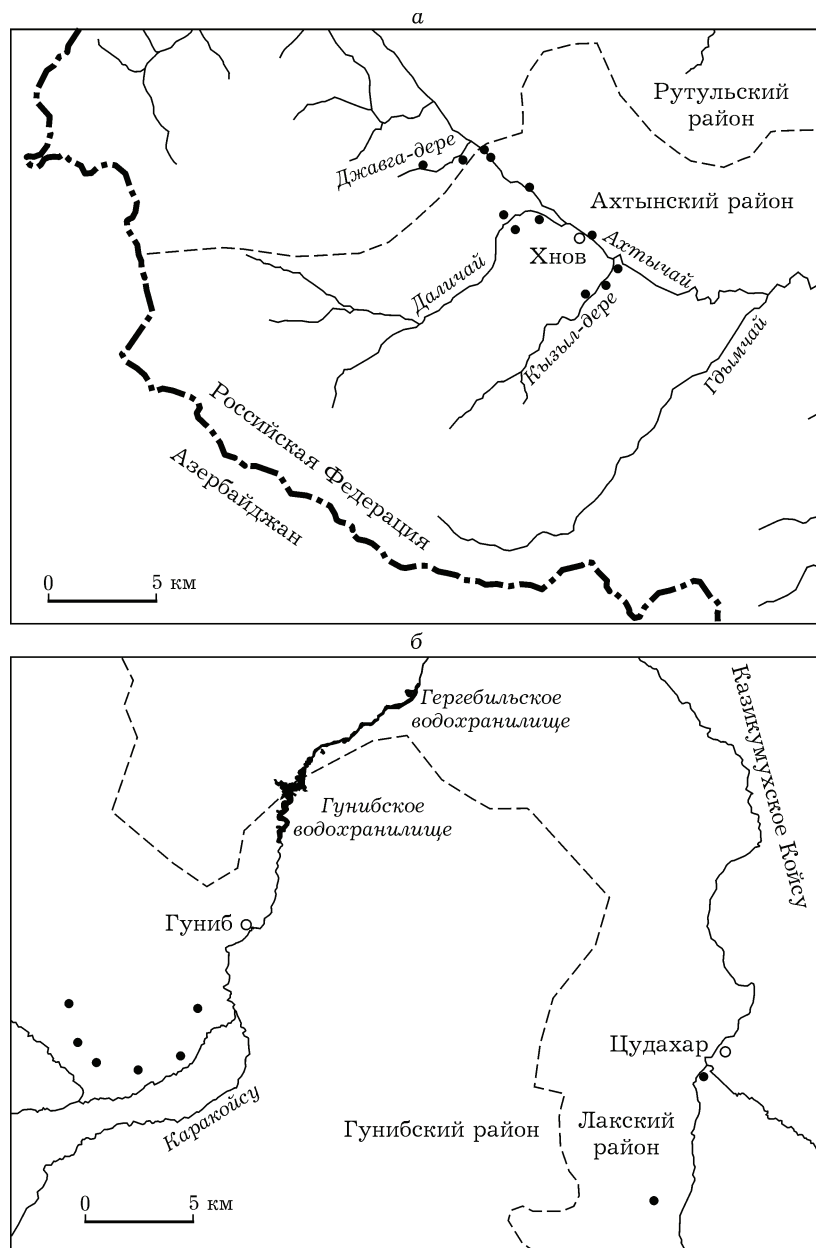 а
Рутульский
район
Джавга-дере
Ахтынский район
Хнов
Ахтычай
Даличай
Кызыл-дере
Гдымчай
Российская Федерация
Азербайджан
0 5 км
б
Казикумухское Койсу
Гергебильское
водохранилище
Гунибское
водохранилище
Гуниб
Цудахар
Каракойсу
Гунибский район
Лакский
район
0 5 км